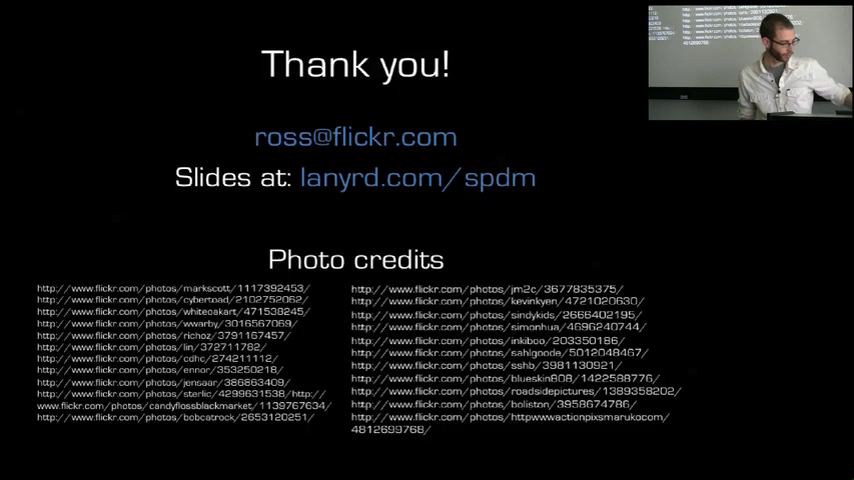 Thank you!
ross@flickr.com
Slides at: lanyrd.com/spdm
Photo credits
http://www.flickr.com/photos/markscott/1117392453/
http://www.flickr.com/photos/cybertoad/2102752062/
http://www.flickr.com/photos/whiteoakart/471538245/
http://www.flickr.com/photos/wwarby/3016567069/
http://www.flickr.com/photos/richoz/3791167457/
http://www.flickr.com/photos/lin/372711782/
http://www.flickr.com/photos/cdhc/274211112/
http://www.flickr.com/photos/ennor/353250218/
http://www.flickr.com/photos/jensaar/386863409/
http://www.flickr.com/photos/sterlic/4299631538/http://
www.flickr.com/photos/candyflossblackmarket/1139767634/
http://www.flickr.com/photos/bobcatrock/2653120251/
http://www.flickr.com/photos/jm2c/3677835375/
http://www.flickr.com/photos/kevinkyen/4721020630/
http://www.flickr.com/photos/sindykids/2666402195/
http://www.flickr.com/photos/simonhua/4696240744/
http://www.flickr.com/photos/inkiboo/203350186/
http://www.flickr.com/photos/sahlgoode/5012048467/
http://www.flickr.com/photos/sshb/3981130921/
http://www.flickr.com/photos/blueskin808/1422588776/
http://www.flickr.com/photos/roadsidepictures/1389358202/
http://www.flickr.com/photos/boliston/3958674786/
http://www.flickr.com/photos/httpwwwactionpixsmarukocom/
4812699768/